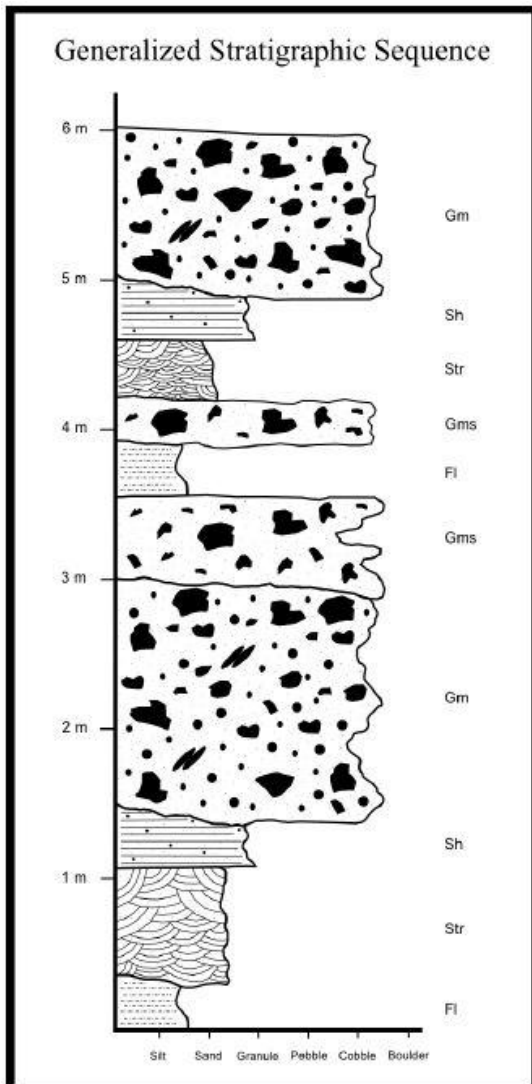 Generalized Stratigraphic Sequence
6 m
Gm
5 m
Sh
Str
4 m
Gms
Fl
Gms
3 m
Gm
2 m
Sh
1 m
Str
Fl
Silt Sand Granule Pebble Cobble Boulder